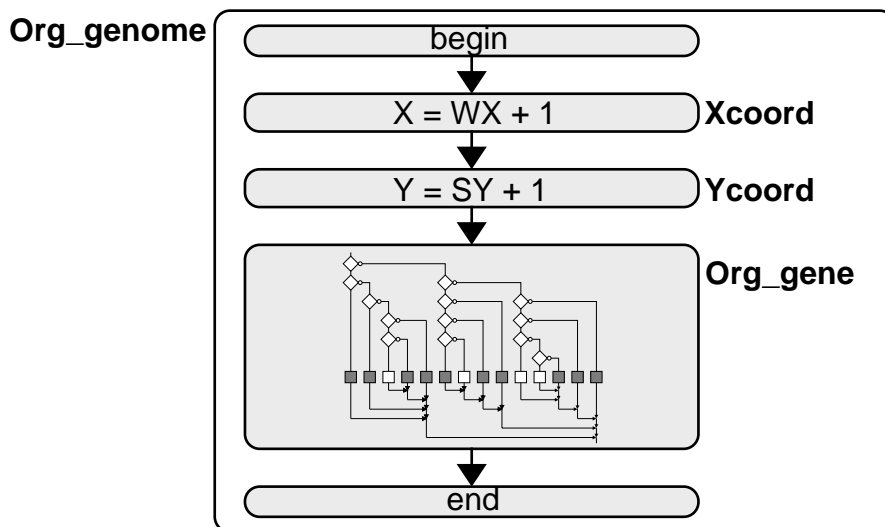 Org_genome
begin
X = WX + 1
Xcoord
Y = SY + 1
Ycoord
Org_gene
end